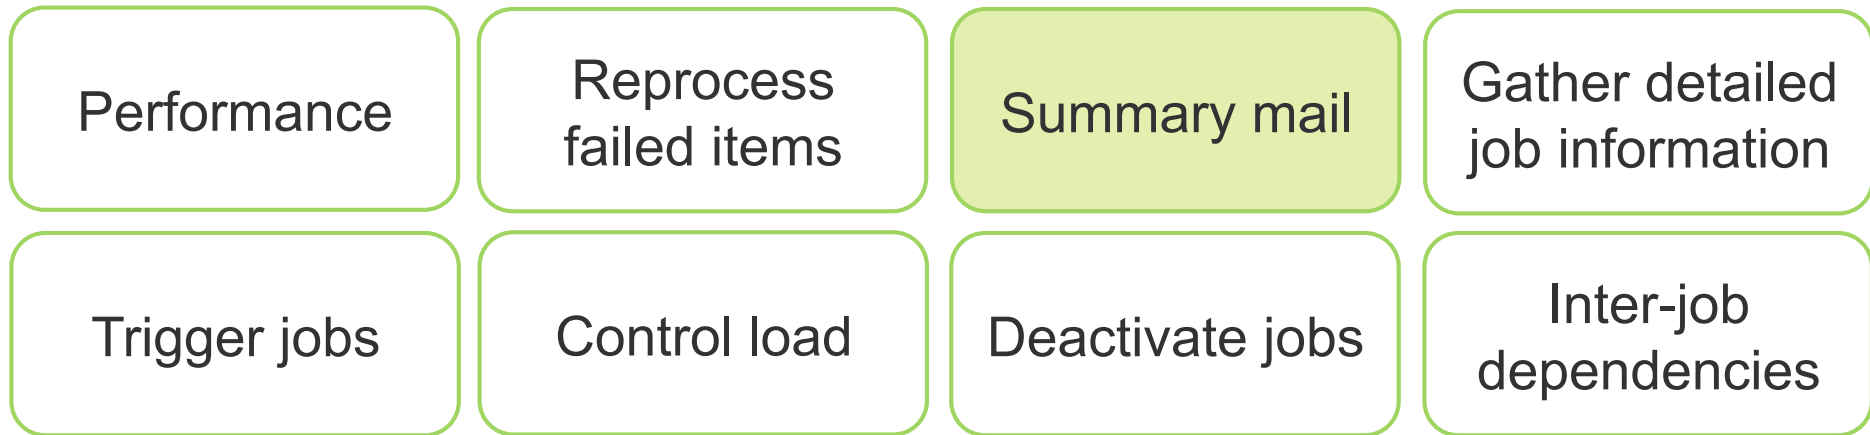 Performance
Reprocess
failed items
Summary mail
Gather detailed
job information
Trigger jobs
Control load
Deactivate jobs
Inter-job
dependencies